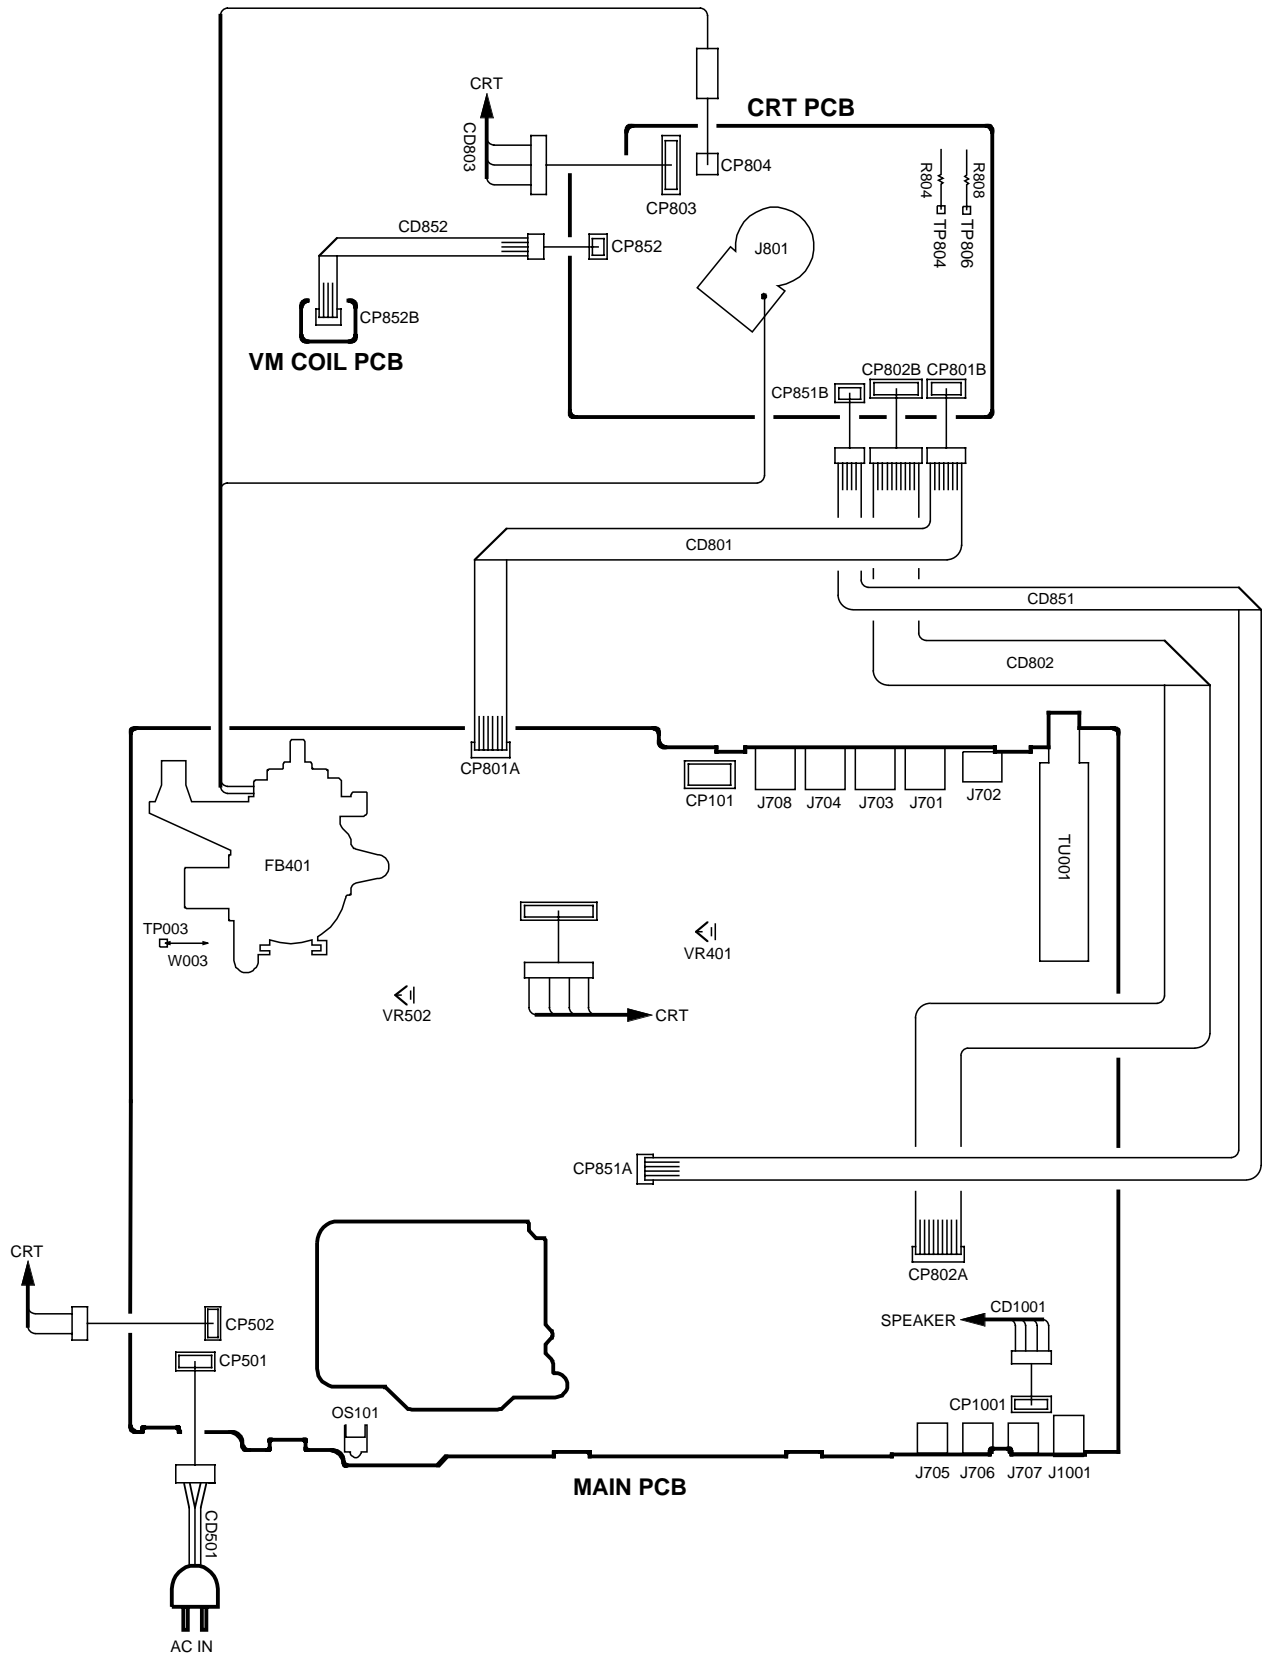 CRT
CRT PCB
CD803
CP804
CP803
R804
R808
TP804
TP806
CD852
CP852
J801
CP852B
VM COIL PCB
CP851B
CP802B
CP801B
CD801
CD851
CD802
CP801A
CP101
J708
J704
J703
J701
J702
FB401
TU001
TP003
W003
VR401
VR502
CRT
CP851A
CRT
CP802A
CP502
SPEAKER
CD1001
CP501
CP1001
OS101
J705
J706
J707
J1001
MAIN PCB
CD501
AC IN